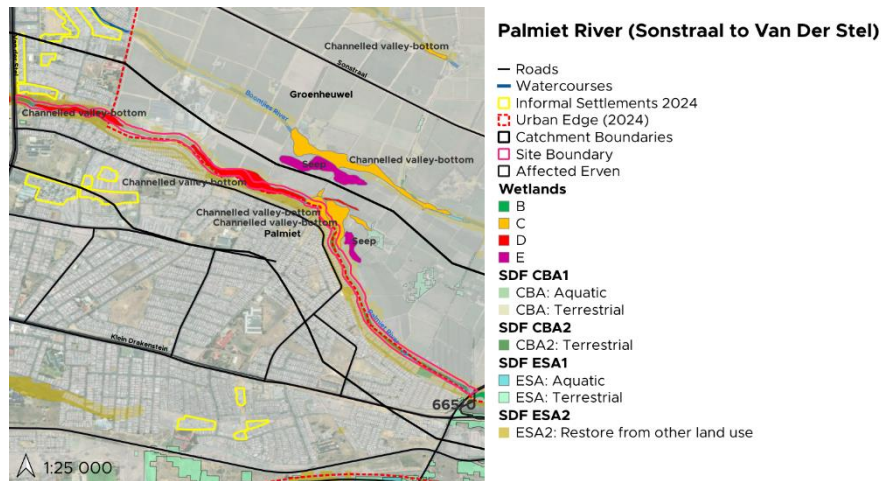 Palmiet River (Sonstraal to Van Der Stel)
Roads
Watercourses
Informal Settlements 2024
Urban Edge (2024)
Catchment Boundaries
Site Boundary
Affected Erven
Wetlands
B
C
D
E
SDF CBA1
CBA: Aquatic
CBA: Terrestrial
SDF CBA2
CBA2: Terrestrial
SDF ESA1
ESA: Aquatic
ESA: Terrestrial
SDF ESA2
ESA2: Restore from other land use
Channelled valley-bottom
Sonstraal
Groenheuwel
Boontjies River
Channelled valley-bottom
Channelled valley-bottom
Seep
Channelled valley-bottom
Channelled valley-bottom
Channelled valley-bottom
Palmiet
Seep
Palmiet River
Klein Drakenstein
665/0
1:25 000